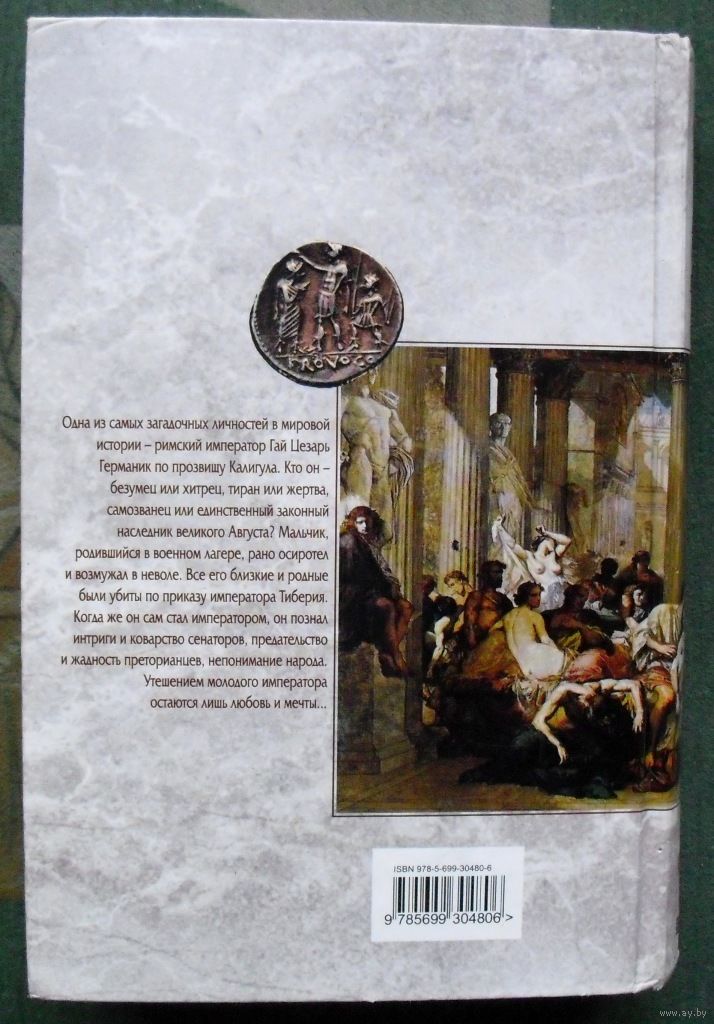 PROVOCO
Одна из самых загадочных личностей в мировой
истории – римский император Гай Цезарь
Германик по прозвищу Калигула. Кто он –
безумец или хитрец, тиран или жертва,
самозванец или единственный законный
наследник великого Августа? Мальчик,
родившийся в военном лагере, рано осиротел
и возмужал в неволе. Все его близкие и родные
были убиты по приказу императора Тиберия.
Когда же он сам стал императором, он познал
интриги и коварство сенаторов, предательство
и жадность преторианцев, непонимание народа.
Утешением молодого императора
остаются лишь любовь и мечты...
ISBN 978-5-699-30480-6
9 785699 304806 >
www.ay.by